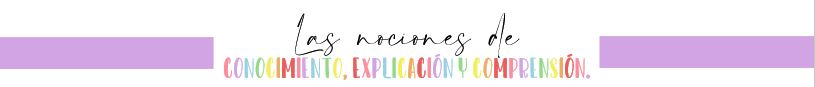 Las nociones de
CONOCIMIENTO, EXPLICACIÓN Y COMPRENSIÓN.